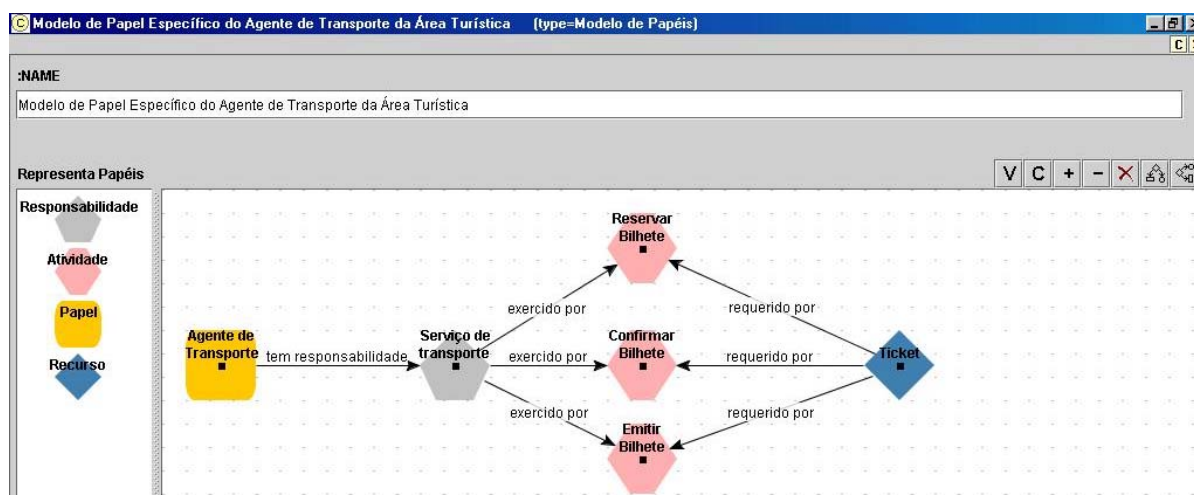 Modelo de Papel Específico do Agente de Transporte da Área Turística (type=Modelo de Papéis)
C
:NAME
Modelo de Papel Específico do Agente de Transporte da Área Turística
Representa Papéis
V C + −
Responsabilidade
Atividade
Papel
Recurso
Agente de
Transporte
tem responsabilidade
Serviço de
transporte
exercido por
exercido por
exercido por
Reservar
Bilhete
Confirmar
Bilhete
Emitir
Bilhete
requerido por
requerido por
requerido por
Ticket